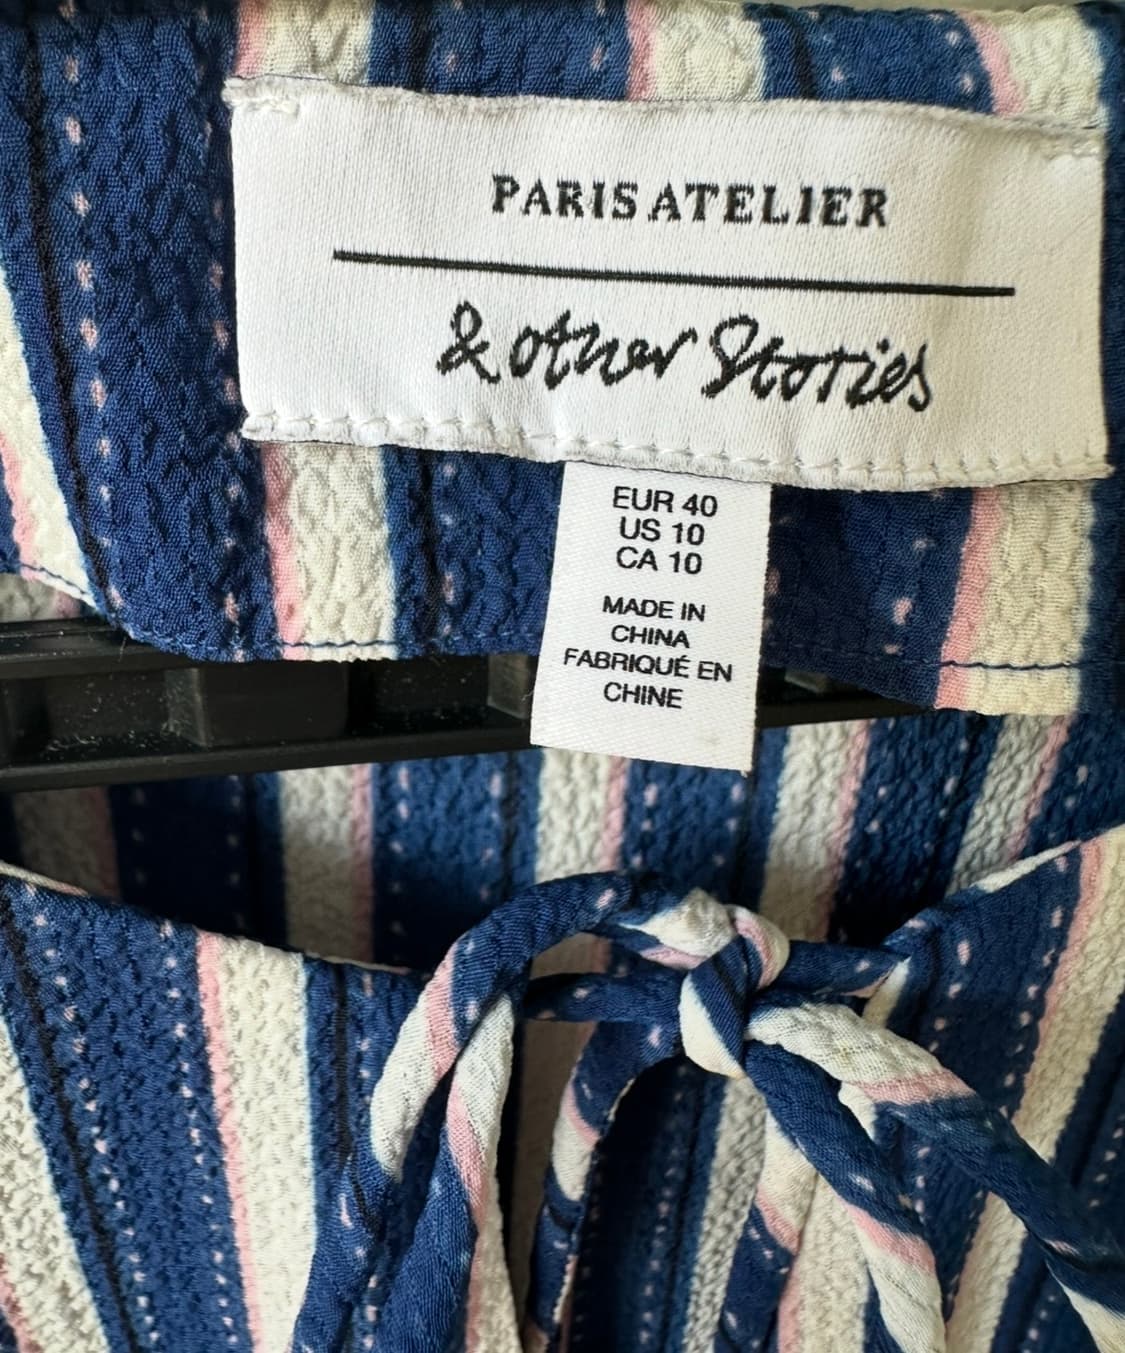 PARIS ATELIER
& other Stories
EUR 40
US 10
CA 10
MADE IN
CHINA
FABRIQUÉ EN
CHINE